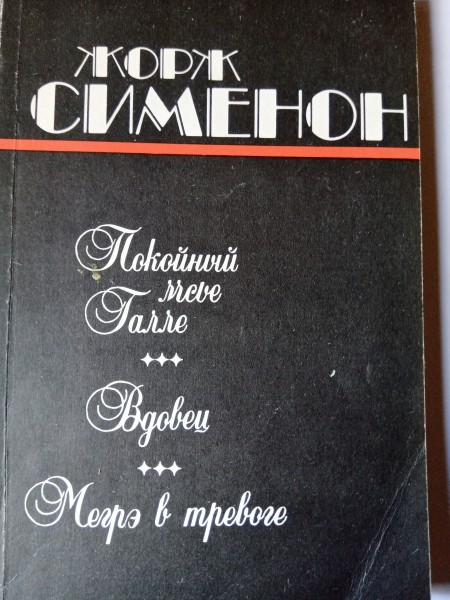 ЖОРЖ
СИМЕНОН
Покойный
мсье
Галле
Вдовец
Мегрэ в тревоге